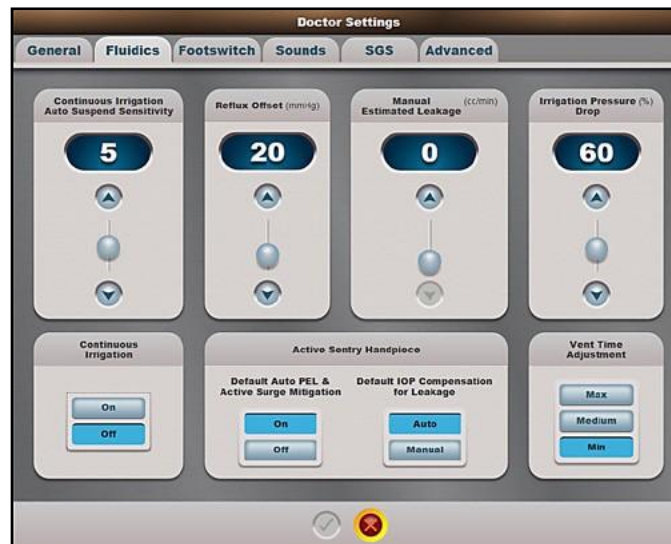 Doctor Settings
General Fluidics Footswitch Sounds SGS Advanced
Continuous Irrigation
Auto Suspend Sensitivity
5
Reflux Offset (mmHg)
20
Manual (cc/min)
Estimated Leakage
0
Irrigation Pressure (%)
Drop
60
Continuous
Irrigation
On
Off
Active Sentry Handpiece
Default Auto PEL &
Active Surge Mitigation
On
Off
Default IOP Compensation
for Leakage
Auto
Manual
Vent Time
Adjustment
Max
Medium
Min